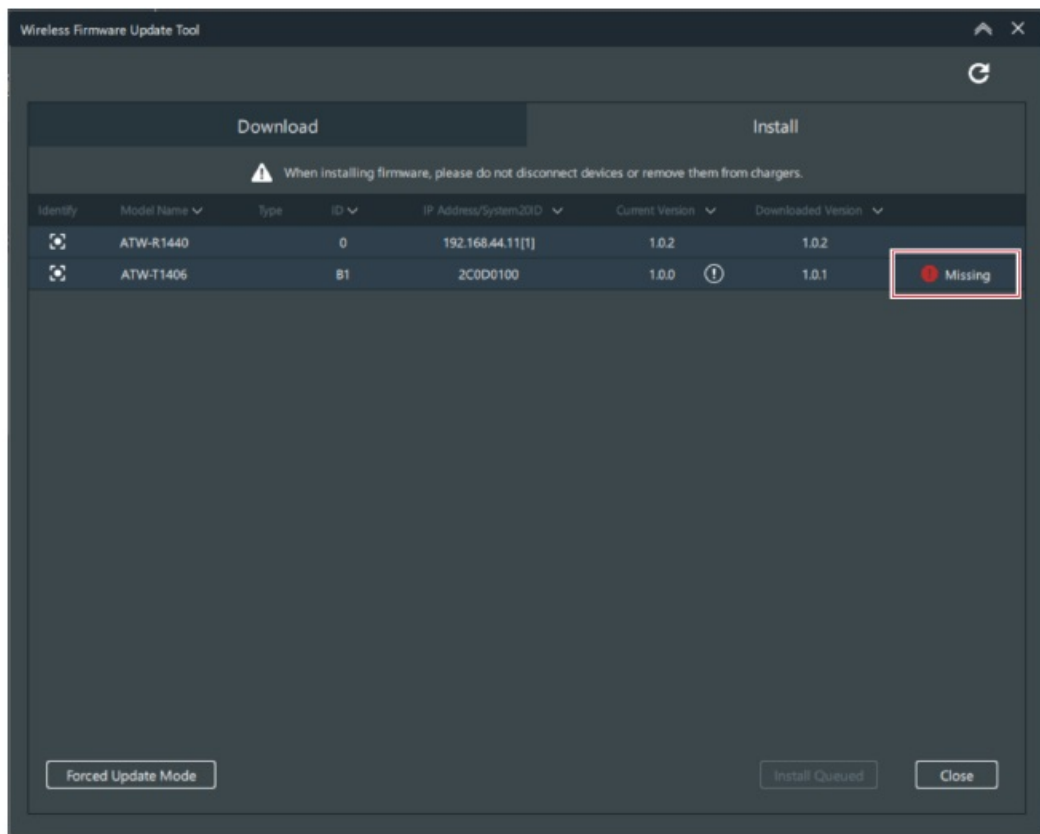 Wireless Firmware Update Tool
Download Install
When installing firmware, please do not disconnect devices or remove them from chargers.
Identify Model Name Type ID IP Address/System20ID Current Version Downloaded Version
ATW-R1440 0 192.168.44.11[1] 1.0.2 1.0.2
ATW-T1406 B1 2C0D0100 1.0.0 1.0.1 Missing
Forced Update Mode Install Queued Close